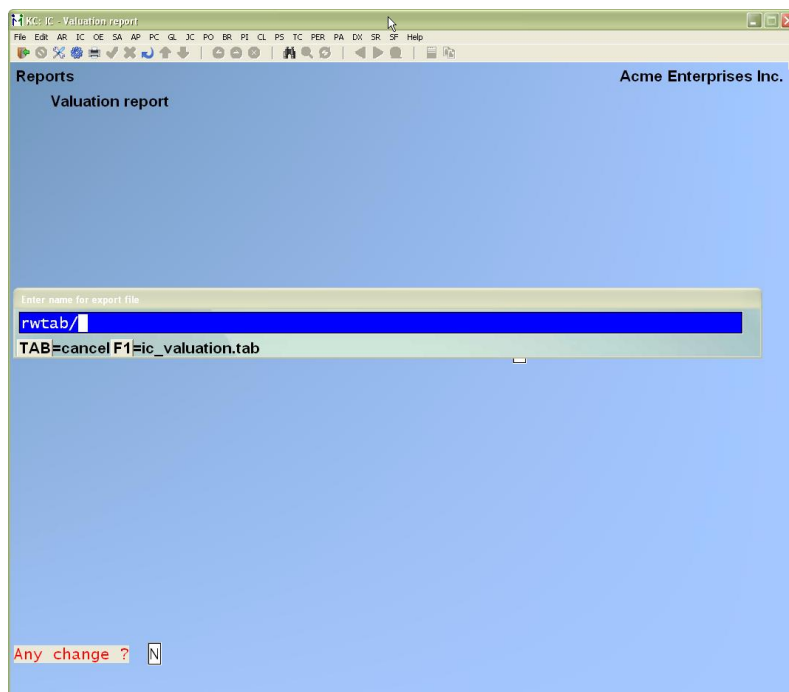 KC: IC - Valuation report
File Edit AR IC OE SA AP PC GL JC PO BR PI CL PS TC PER PA DX SR SF Help
Reports
Acme Enterprises Inc.
Valuation report
Enter name for export file
rwtab/
TAB=cancel F1=ic_valuation.tab
Any change ? N